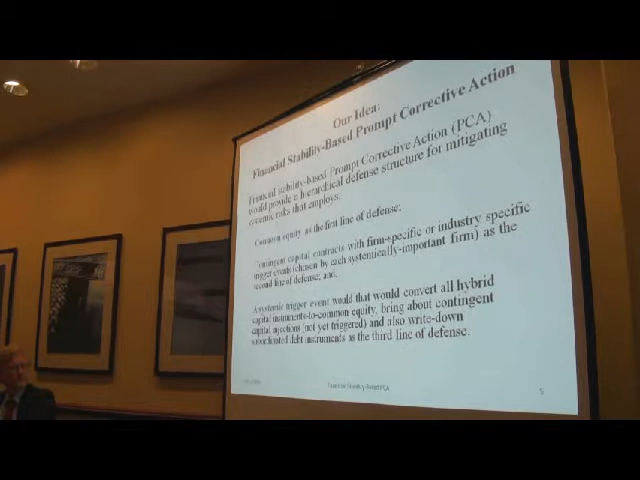 Our Idea:
Financial Stability-Based Prompt Corrective Action
Financial stability-based Prompt Corrective Action (PCA)
would provide a hierarchical defense structure for mitigating
systemic risks that employs:
Common equity as the first line of defense;
Contingent capital contracts with firm-specific or industry specific
trigger events (chosen by each systemically-important firm) as the
second line of defense; and,
A systemic trigger event would that would convert all hybrid
capital instruments-to-common equity, bring about contingent
capital injections (not yet triggered) and also write-down
subordinated debt instruments as the third line of defense.
Financial Stability-Based PCA
5